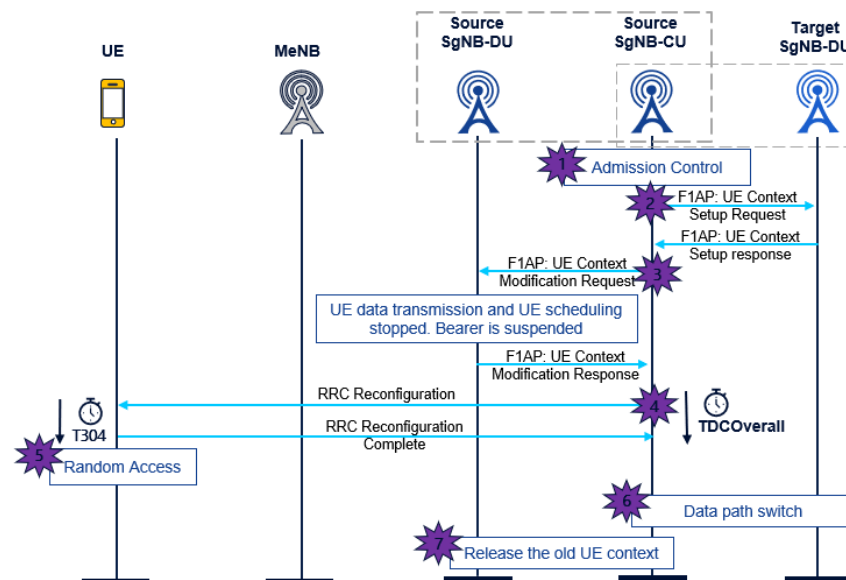 UE
MeNB
Source
SgNB-DU
Source
SgNB-CU
Target
SgNB-DU
1
Admission Control
2
F1AP: UE Context
Setup Request
F1AP: UE Context
Setup response
3
F1AP: UE Context
Modification Request
UE data transmission and UE scheduling
stopped. Bearer is suspended
F1AP: UE Context
Modification Response
RRC Reconfiguration
4
T304
TDCOverall
RRC Reconfiguration
Complete
5
Random Access
6
Data path switch
7
Release the old UE context